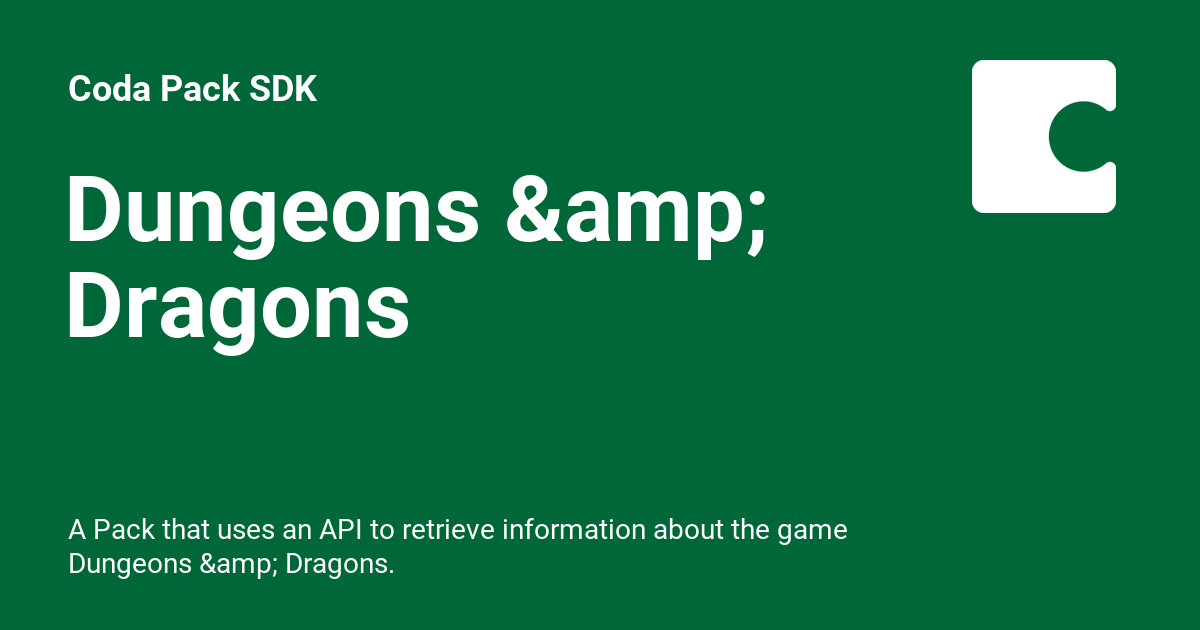 Coda Pack SDK
Dungeons &amp;
Dragons
A Pack that uses an API to retrieve information about the game
Dungeons &amp; Dragons.